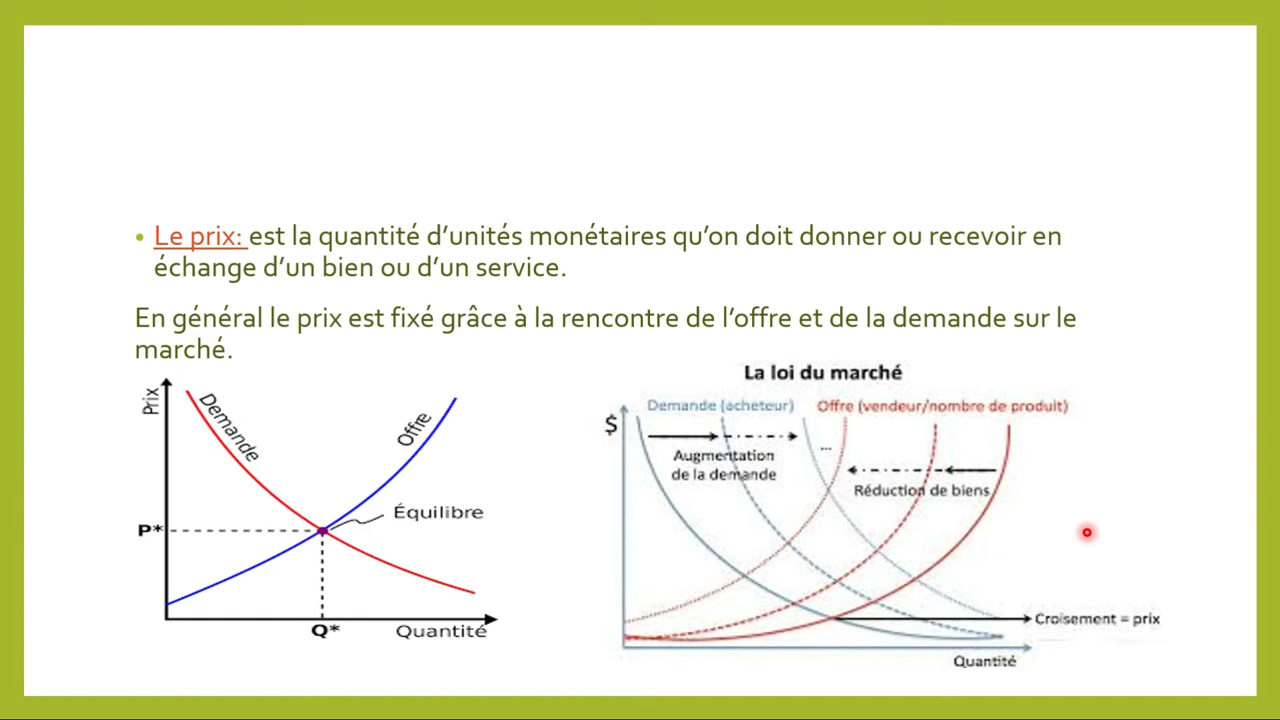 • Le prix: est la quantité d'unités monétaires qu'on doit donner ou recevoir en
échange d'un bien ou d'un service.
En général le prix est fixé grâce à la rencontre de l'offre et de la demande sur le
marché.
Prix
Demande
Offre
Équilibre
P*
Q*
Quantité
La loi du marché
$
Demande (acheteur)
Offre (vendeur/nombre de produit)
Augmentation
de la demande
...
Réduction de biens
Croisement = prix
Quantité